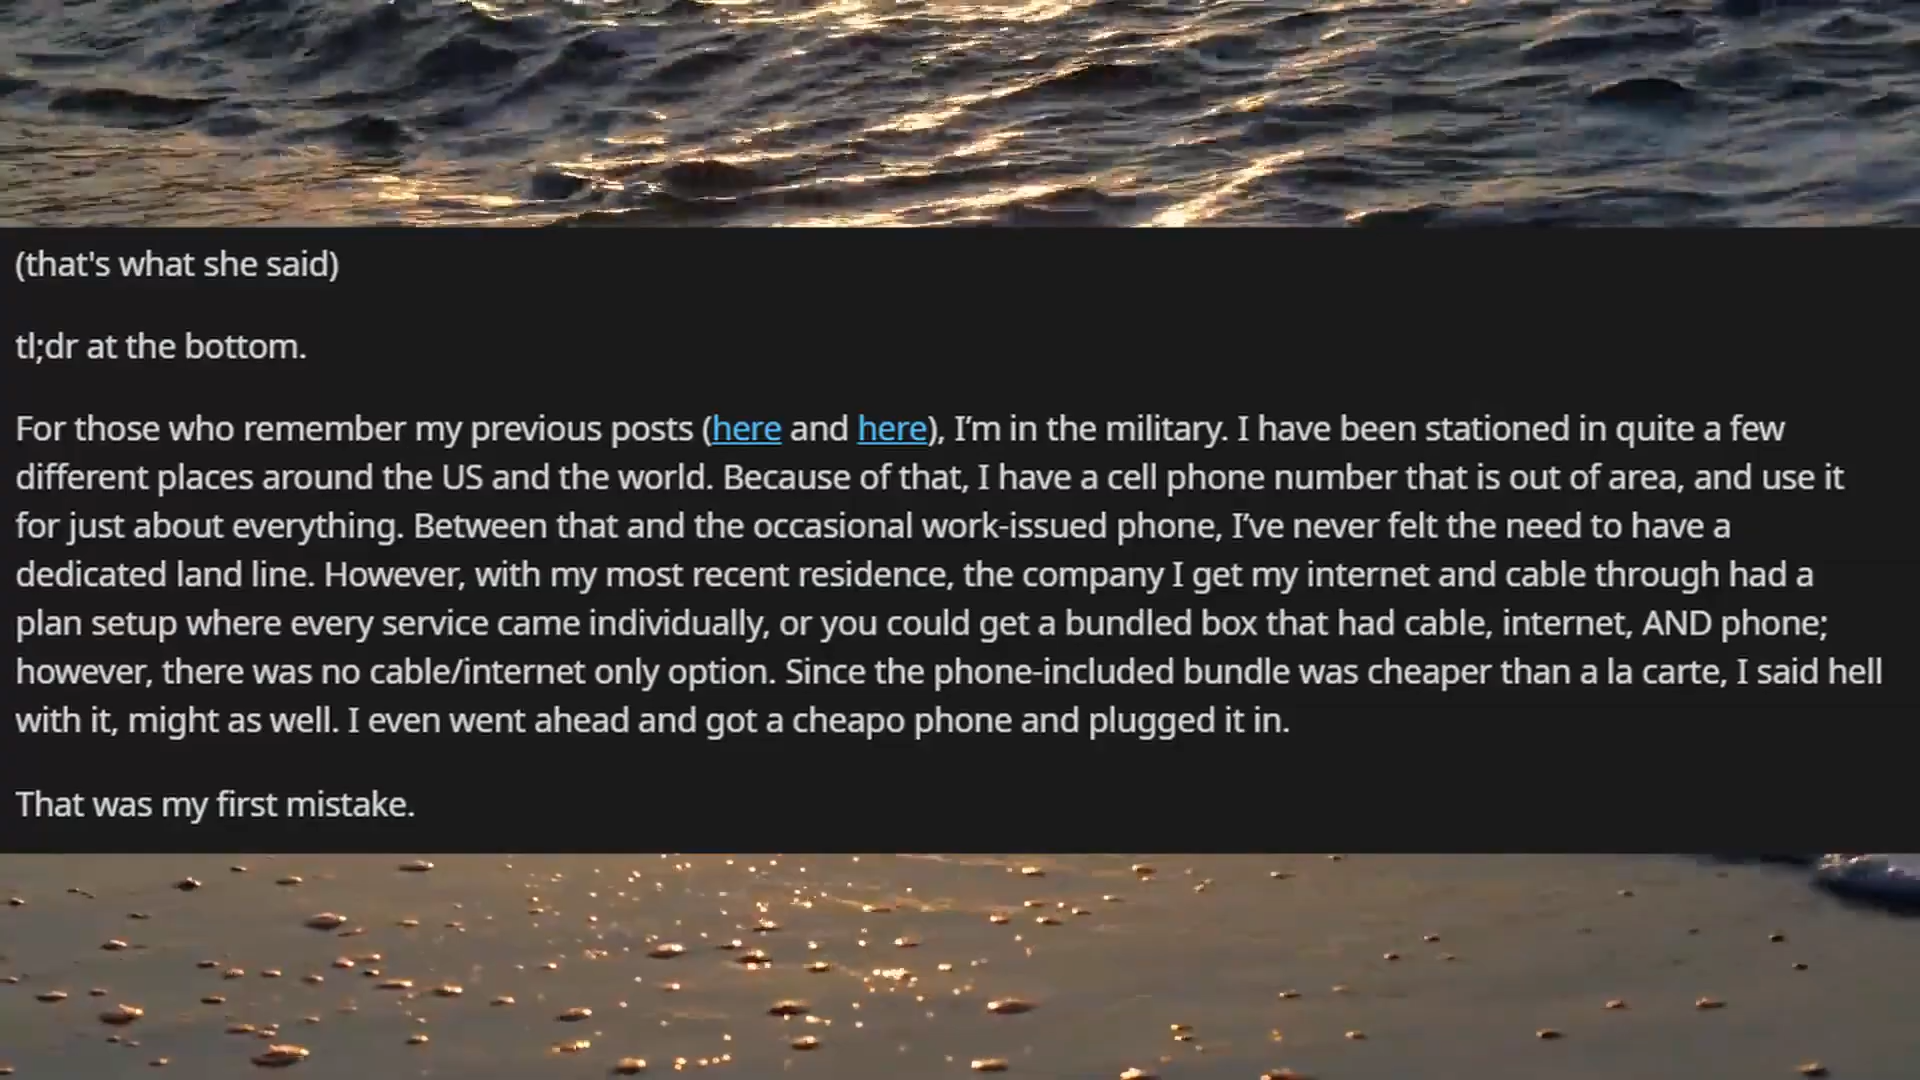 (that's what she said)
tl;dr at the bottom.
For those who remember my previous posts (here and here), I’m in the military. I have been stationed in quite a few
different places around the US and the world. Because of that, I have a cell phone number that is out of area, and use it
for just about everything. Between that and the occasional work-issued phone, I’ve never felt the need to have a
dedicated land line. However, with my most recent residence, the company I get my internet and cable through had a
plan setup where every service came individually, or you could get a bundled box that had cable, internet, AND phone;
however, there was no cable/internet only option. Since the phone-included bundle was cheaper than a la carte, I said hell
with it, might as well. I even went ahead and got a cheapo phone and plugged it in.
That was my first mistake.